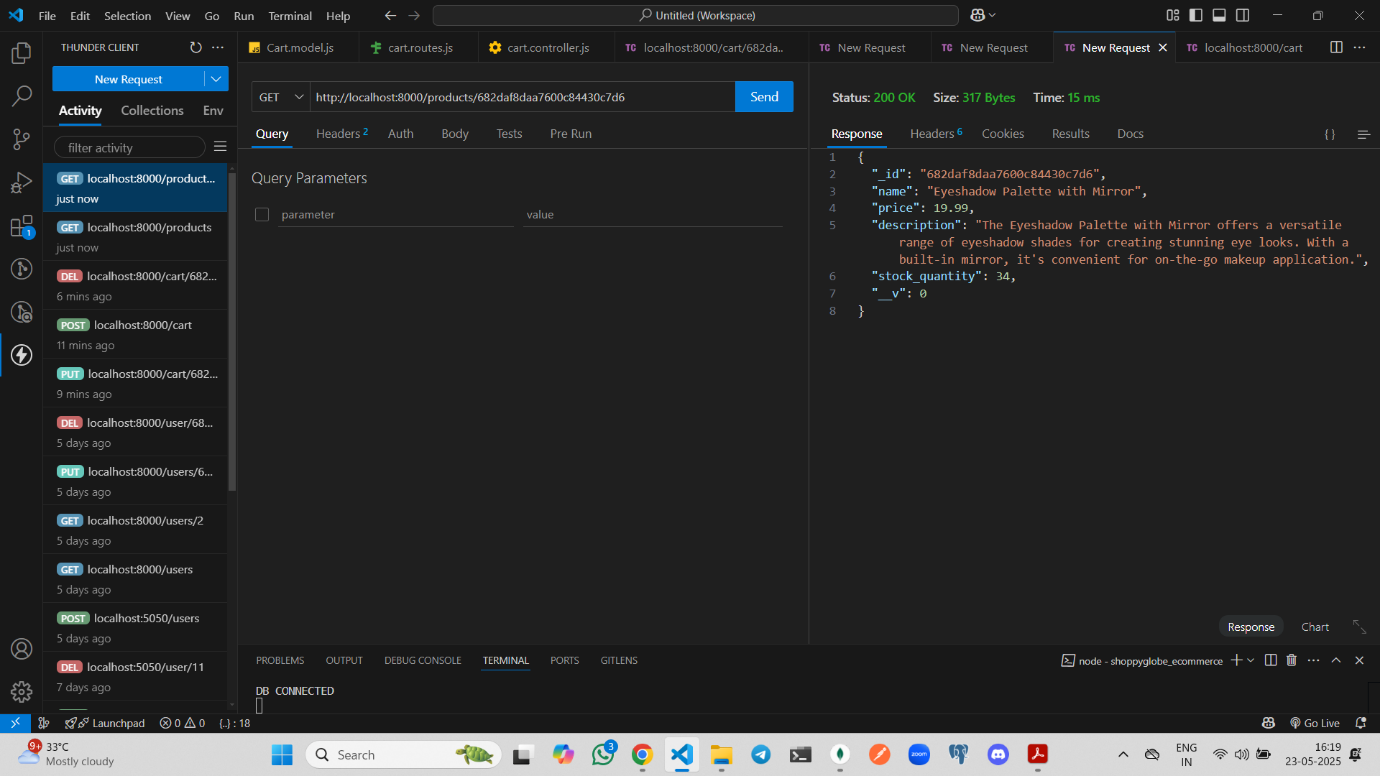 File Edit Selection View Go Run Terminal Help
Untitled (Workspace)
THUNDER CLIENT
New Request
Activity Collections Env
filter activity
GET localhost:8000/product...
just now
GET localhost:8000/products
just now
DEL localhost:8000/cart/682...
6 mins ago
POST localhost:8000/cart
11 mins ago
PUT localhost:8000/cart/682...
9 mins ago
DEL localhost:8000/user/68...
5 days ago
PUT localhost:8000/users/6...
5 days ago
GET localhost:8000/users/2
5 days ago
GET localhost:8000/users
5 days ago
POST localhost:5050/users
5 days ago
DEL localhost:5050/user/11
7 days ago
1
Cart.model.js cart.routes.js cart.controller.js TC localhost:8000/cart/682da.. TC New Request TC New Request TC New Request TC localhost:8000/cart
GET http://localhost:8000/products/682daf8daa7600c84430c7d6 Send
Query Headers 2 Auth Body Tests Pre Run
Query Parameters
parameter value
Status: 200 OK Size: 317 Bytes Time: 15 ms
Response Headers 6 Cookies Results Docs { }
1 {
2 "_id": "682daf8daa7600c84430c7d6",
3 "name": "Eyeshadow Palette with Mirror",
4 "price": 19.99,
5 "description": "The Eyeshadow Palette with Mirror offers a versatile
range of eyeshadow shades for creating stunning eye looks. With a
built-in mirror, it's convenient for on-the-go makeup application.",
6 "stock_quantity": 34,
7 "__v": 0
8 }
Response Chart
PROBLEMS OUTPUT DEBUG CONSOLE TERMINAL PORTS GITLENS
node - shoppyglobe_ecommerce
DB CONNECTED
Launchpad 0 0 {..} : 18 Go Live
9+ 33°C
Mostly cloudy
Search
3
zoom
ENG
IN
16:19
23-05-2025